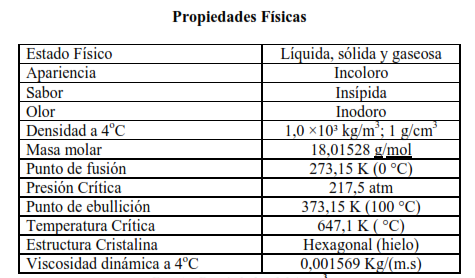 Propiedades Físicas
Estado Físico Líquida, sólida y gaseosa
Apariencia Incoloro
Sabor Insípida
Olor Inodoro
Densidad a 4°C 1,0 ×10³ kg/m³; 1 g/cm³
Masa molar 18,01528 g/mol
Punto de fusión 273,15 K (0 °C)
Presión Crítica 217,5 atm
Punto de ebullición 373,15 K (100 °C)
Temperatura Crítica 647,1 K ( °C)
Estructura Cristalina Hexagonal (hielo)
Viscosidad dinámica a 4°C 0,001569 Kg/(m.s)